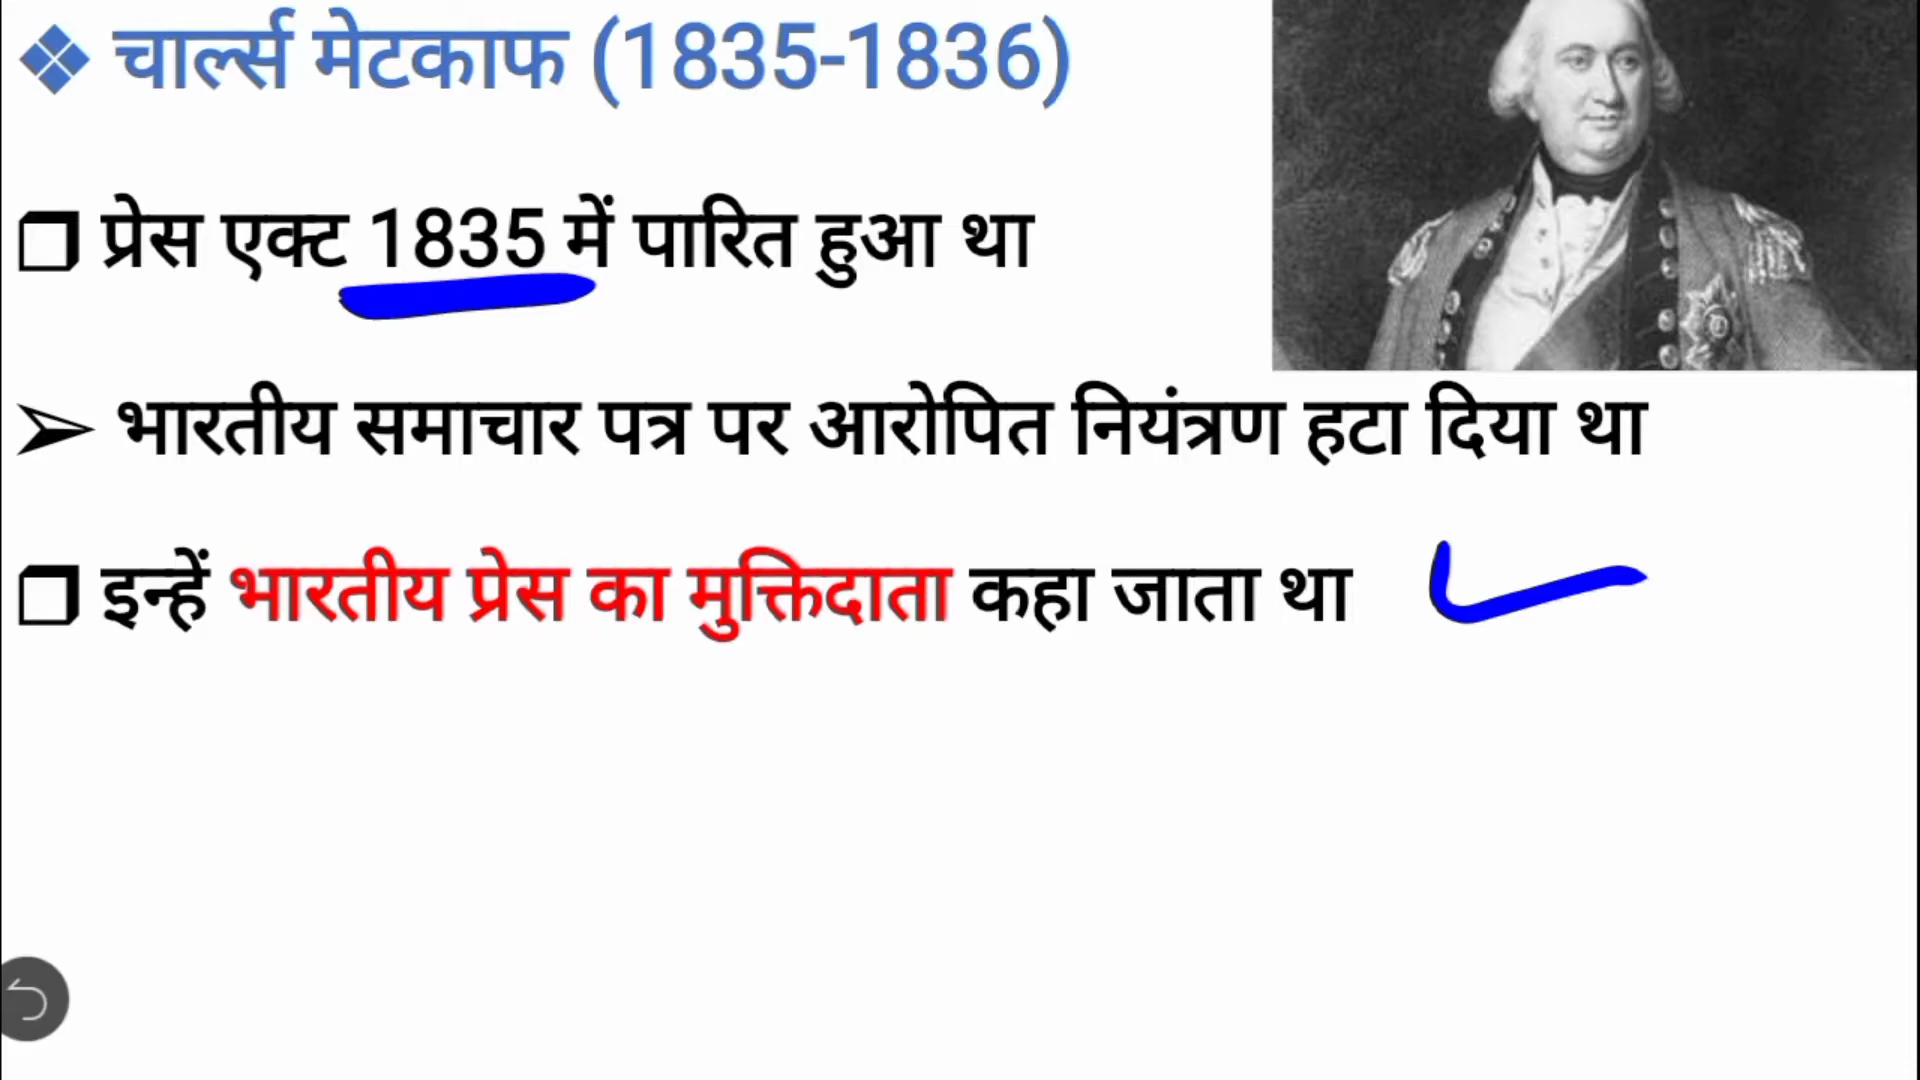 ❖ चार्ल्स मेटकाफ (1835-1836)
❒ प्रेस एक्ट 1835 में पारित हुआ था
➢ भारतीय समाचार पत्र पर आरोपित नियंत्रण हटा दिया था
❒ इन्हें भारतीय प्रेस का मुक्तिदाता कहा जाता था